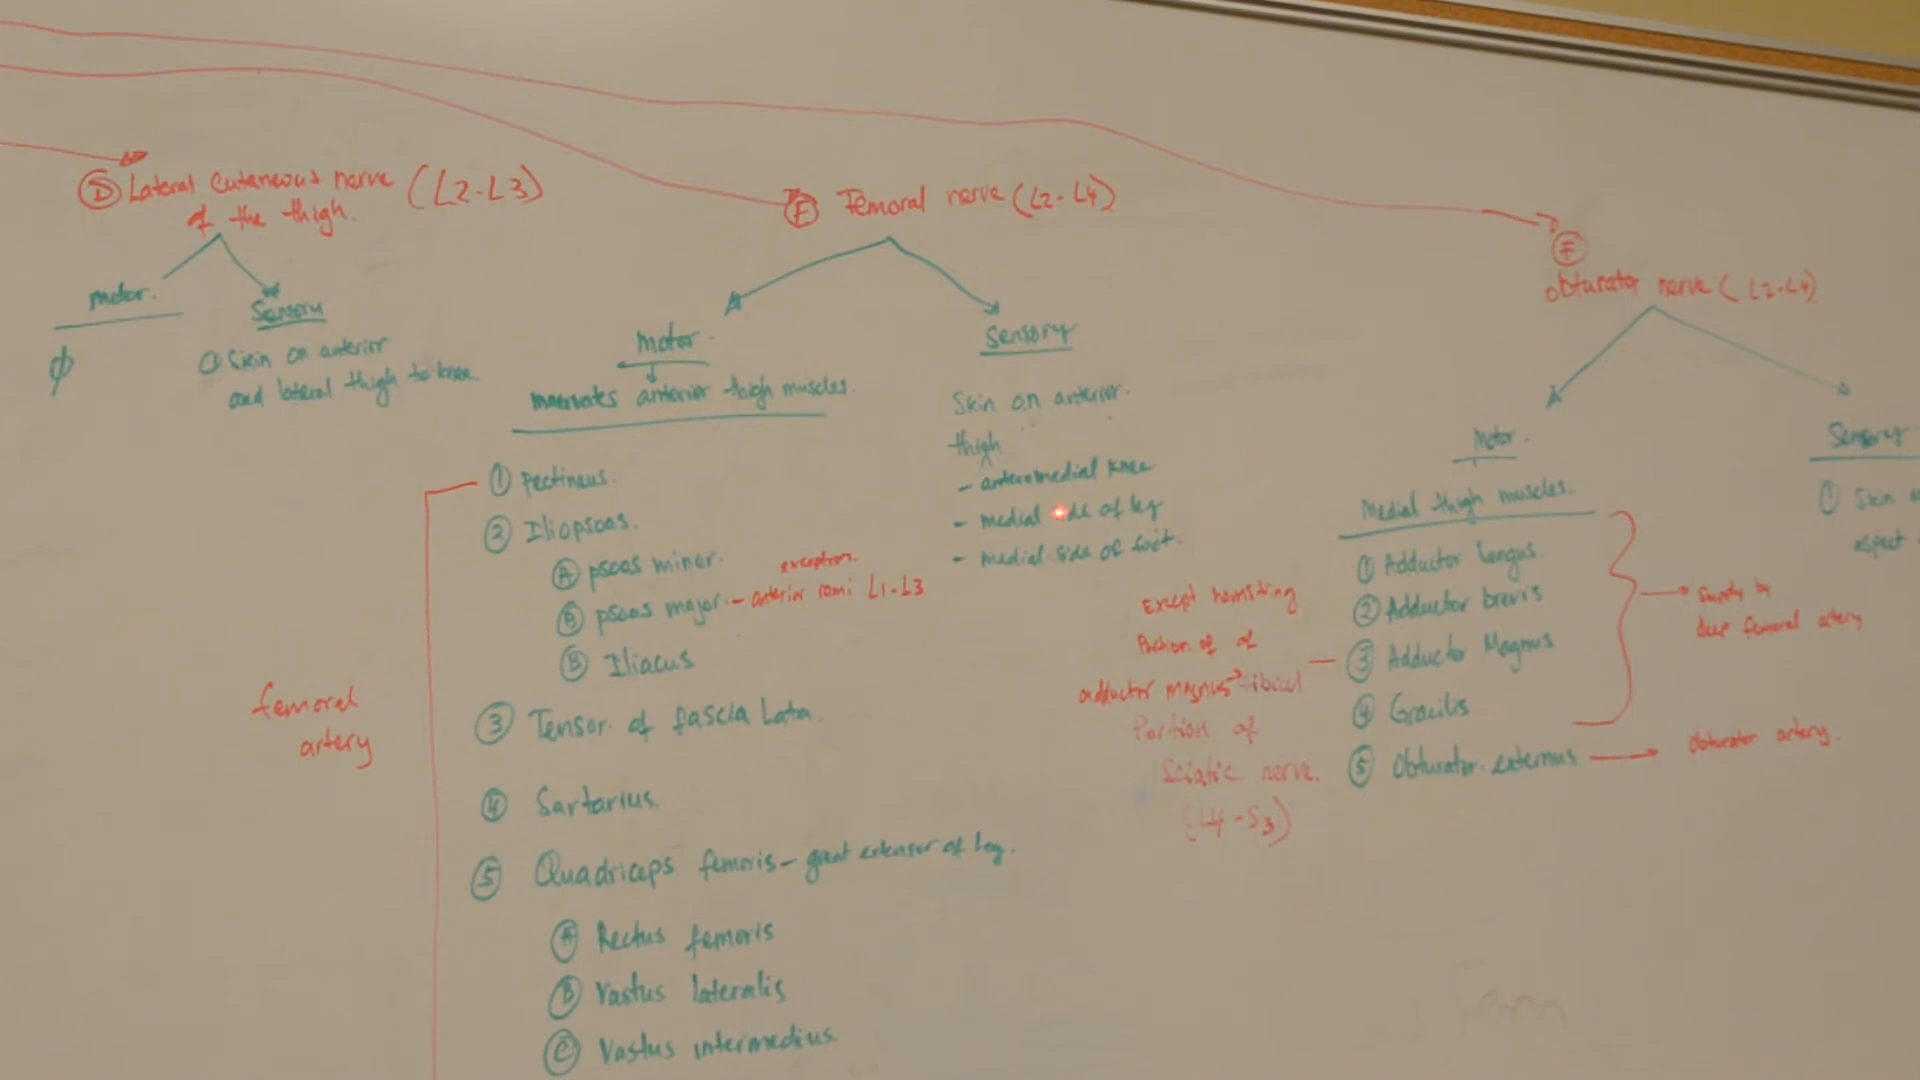 D Lateral cutaneous nerve (L2-L3)
of the thigh.
motor.
Sensory
φ
① Skin on anterior
and lateral thigh to knee.
E Femoral nerve (L2-L4)
motor.
Sensory
innervates anterior thigh muscles.
Skin on anterior.
thigh
- anteromedial knee
- medial side of leg
- medial side of foot.
femoral
artery
① Pectineus.
② Iliopsoas.
A psoas minor.
exception.
B psoas major - anterior rami L1-L3
B Iliacus
③ Tensor of fascia Lata.
④ Sartorius.
⑤ Quadriceps femoris - great extensor of leg.
A Rectus femoris
B Vastus lateralis
C Vastus intermedius.
F
obturator nerve (L2-L4)
Motor.
Sensory.
Medial thigh muscles.
① Adductor longus.
② Adductor brevis
③ Adductor Magnus
④ Gracilis
⑤ Obturator externus
Supply by
deep femoral artery
obturator artery.
Except hamstring
Portion of of
adductor magnus → tibial
Portion of
Sciatic nerve.
(L4-S3)
① Skin
aspect